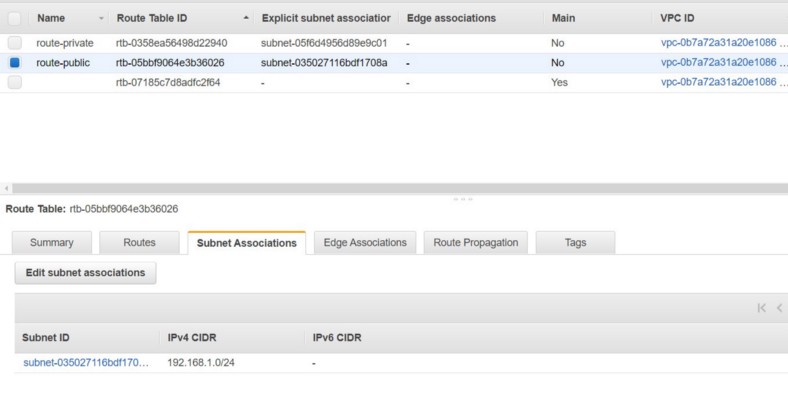 Name Route Table ID Explicit subnet association Edge associations Main VPC ID
route-private rtb-0358ea56498d22940 subnet-05f6d4956d89e9c01 - No vpc-0b7a72a31a20e1086 ...
route-public rtb-05bbf9064e3b36026 subnet-035027116bdf1708a - No vpc-0b7a72a31a20e1086 ...
rtb-07185c7d8adfc2f64 - - Yes vpc-0b7a72a31a20e1086 ...
Route Table: rtb-05bbf9064e3b36026
Summary Routes Subnet Associations Edge Associations Route Propagation Tags
Edit subnet associations
Subnet ID IPv4 CIDR IPv6 CIDR
subnet-035027116bdf170... 192.168.1.0/24 -